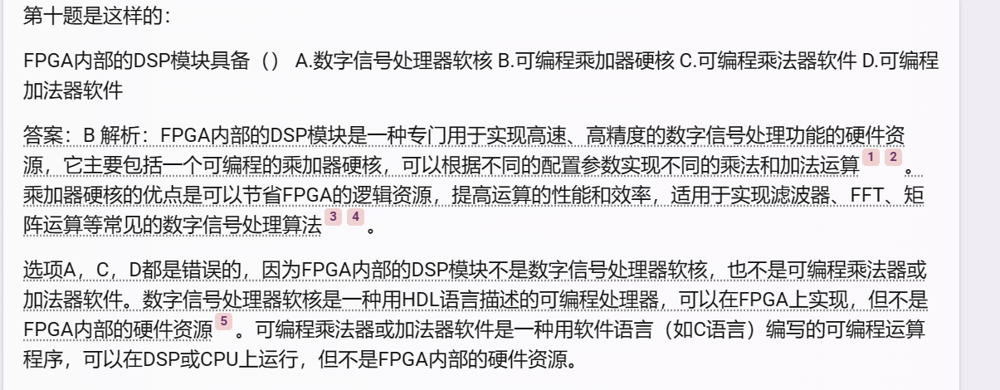 第十题是这样的：
FPGA内部的DSP模块具备（） A.数字信号处理器软核 B.可编程乘加器硬核 C.可编程乘法器软件 D.可编程
加法器软件
答案：B 解析：FPGA内部的DSP模块是一种专门用于实现高速、高精度的数字信号处理功能的硬件资
源，它主要包括一个可编程的乘加器硬核，可以根据不同的配置参数实现不同的乘法和加法运算 1 2 。
乘加器硬核的优点是可以节省FPGA的逻辑资源，提高运算的性能和效率，适用于实现滤波器、FFT、矩
阵运算等常见的数字信号处理算法 3 4 。
选项A，C，D都是错误的，因为FPGA内部的DSP模块不是数字信号处理器软核，也不是可编程乘法器或
加法器软件。数字信号处理器软核是一种用HDL语言描述的可编程处理器，可以在FPGA上实现，但不是
FPGA内部的硬件资源 5 。可编程乘法器或加法器软件是一种用软件语言（如C语言）编写的可编程运算
程序，可以在DSP或CPU上运行，但不是FPGA内部的硬件资源。